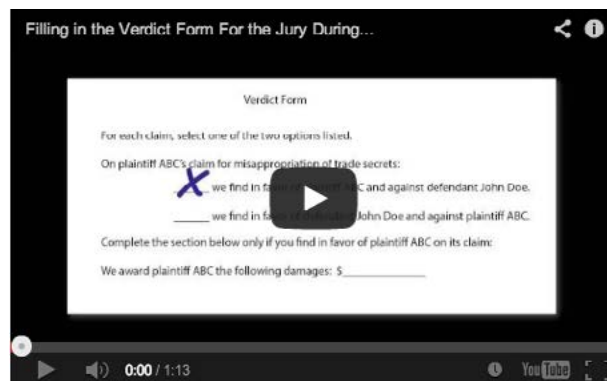 Filling in the Verdict Form For the Jury During...
Verdict Form
For each claim, select one of the two options listed.
On plaintiff ABC's claim for misappropriation of trade secrets:
X we find in fa ABC and against defendant John Doe.
______ we find in fa John Doe and against plaintiff ABC.
Complete the section below only if you find in favor of plaintiff ABC on its claim:
We award plaintiff ABC the following damages: $______________
0:00 / 1:13 YouTube